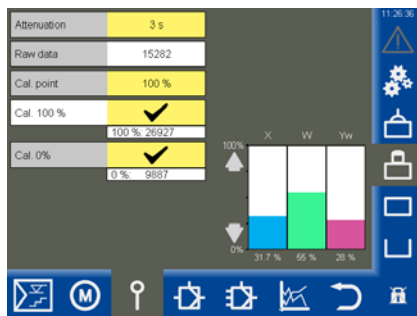 11:26:36
Attenuation 3 s
Raw data 15282
Cal. point 100 %
Cal. 100 %
100 %: 26927
Cal. 0%
0 %: 9887
X W Yw
100%
0%
31.7 % 55 % 28 %
M